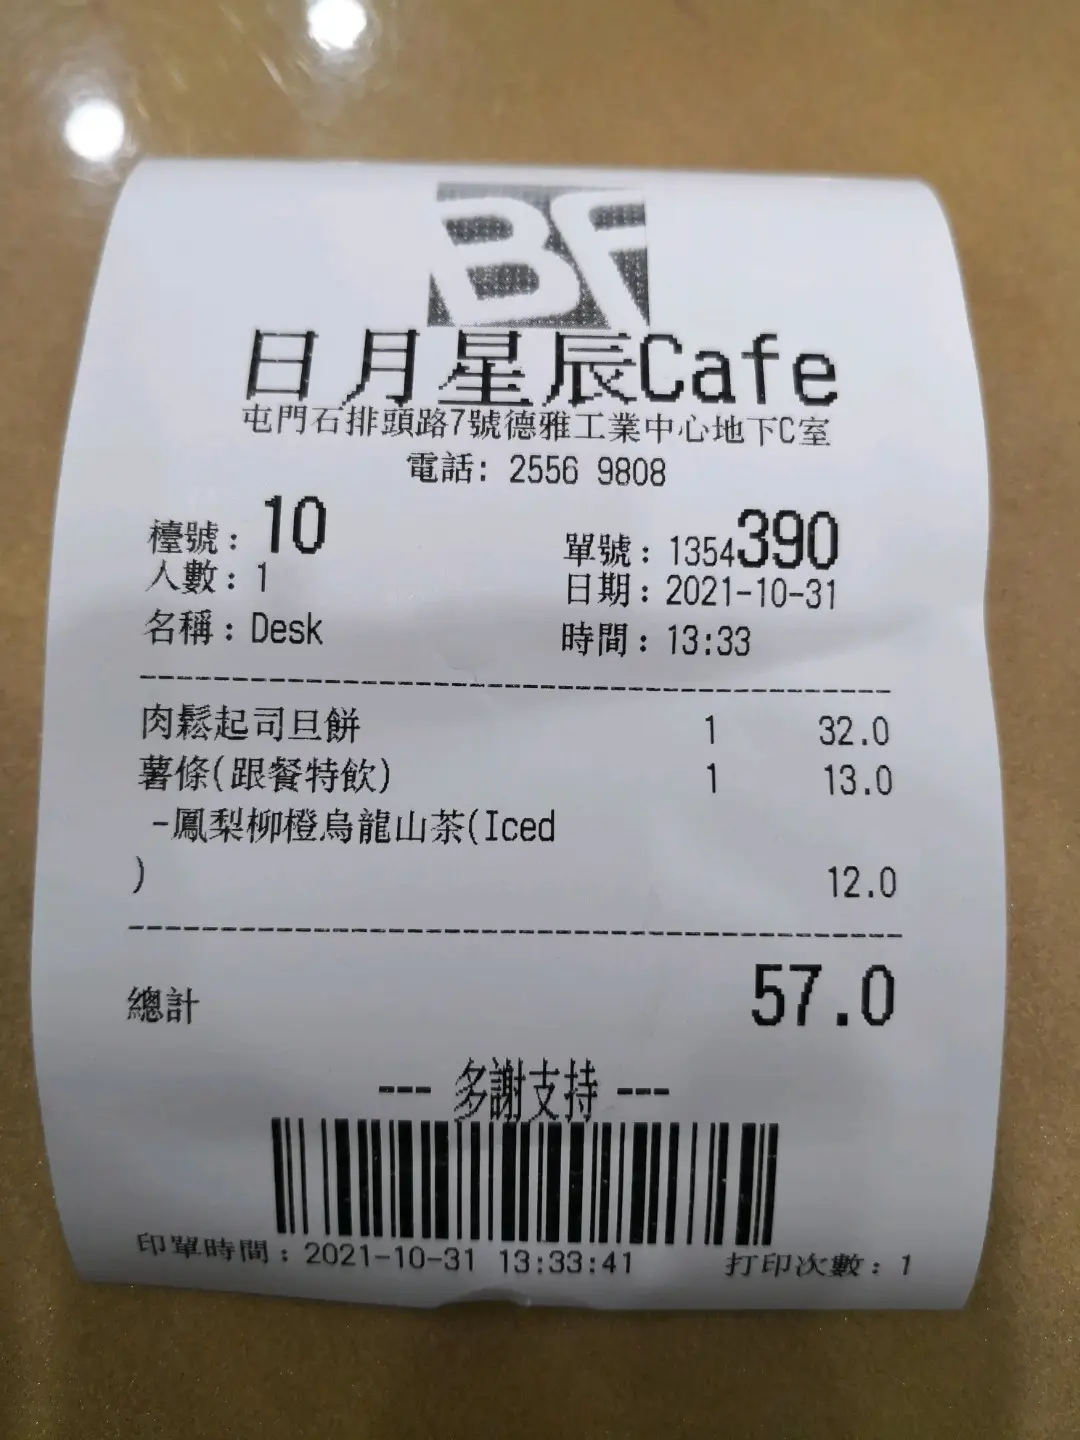 BF
日月星辰Cafe
屯門石排頭路7號德雅工業中心地下C室
電話: 2556 9808
檯號: 10
單號: 1354390
人數: 1
日期: 2021-10-31
名稱: Desk
時間: 13:33
肉鬆起司旦餅 1 32.0
薯條(跟餐特飲) 1 13.0
-鳳梨柳橙烏龍山茶(Iced
) 12.0
總計 57.0
--- 多謝支持 ---
印單時間: 2021-10-31 13:33:41 打印次數: 1